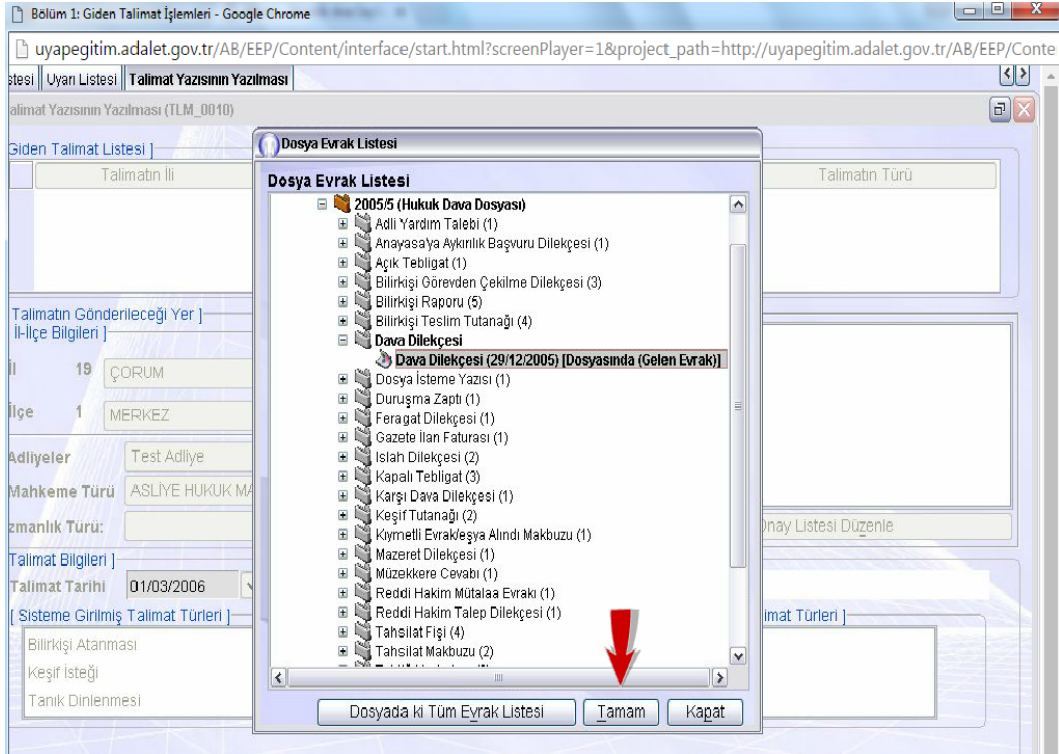 Bölüm 1: Giden Talimat İşlemleri - Google Chrome
uyapegitim.adalet.gov.tr/AB/EEP/Content/interface/start.html?screenPlayer=1&project_path=http://uyapegitim.adalet.gov.tr/AB/EEP/Conte
stesi Uyarı Listesi Talimat Yazısının Yazılması
alimat Yazısının Yazılması (TLM_0010)
Giden Talimat Listesi ]
Talimatın İli
Talimatın Türü
Dosya Evrak Listesi
Dosya Evrak Listesi
2005/5 (Hukuk Dava Dosyası)
Adli Yardım Talebi (1)
Anayasa'ya Aykırılık Başvuru Dilekçesi (1)
Açık Tebligat (1)
Bilirkişi Görevden Çekilme Dilekçesi (3)
Bilirkişi Raporu (5)
Bilirkişi Teslim Tutanağı (4)
Dava Dilekçesi
Dava Dilekçesi (29/12/2005) [Dosyasında (Gelen Evrak)]
Dosya İsteme Yazısı (1)
Duruşma Zaptı (1)
Feragat Dilekçesi (1)
Gazete İlan Faturası (1)
Islah Dilekçesi (2)
Kapalı Tebligat (3)
Karşı Dava Dilekçesi (1)
Keşif Tutanağı (2)
Kıymetli Evrak/eşya Alındı Makbuzu (1)
Mazeret Dilekçesi (1)
Müzekkere Cevabı (1)
Reddi Hakim Mütalaa Evrakı (1)
Reddi Hakim Talep Dilekçesi (1)
Tahsilat Fişi (4)
Tahsilat Makbuzu (2)
Dosyada ki Tüm Evrak Listesi Tamam Kapat
Talimatın Gönderileceği Yer ]
İl-İlçe Bilgileri ]
İl 19 ÇORUM
İlçe 1 MERKEZ
Adliyeler Test Adliye
Mahkeme Türü ASLİYE HUKUK MA
zmanlık Türü:
Onay Listesi Düzenle
Talimat Bilgileri ]
Talimat Tarihi 01/03/2006
[ Sisteme Girilmiş Talimat Türleri ]
imat Türleri ]
Bilirkişi Atanması
Keşif İsteği
Tanık Dinlenmesi